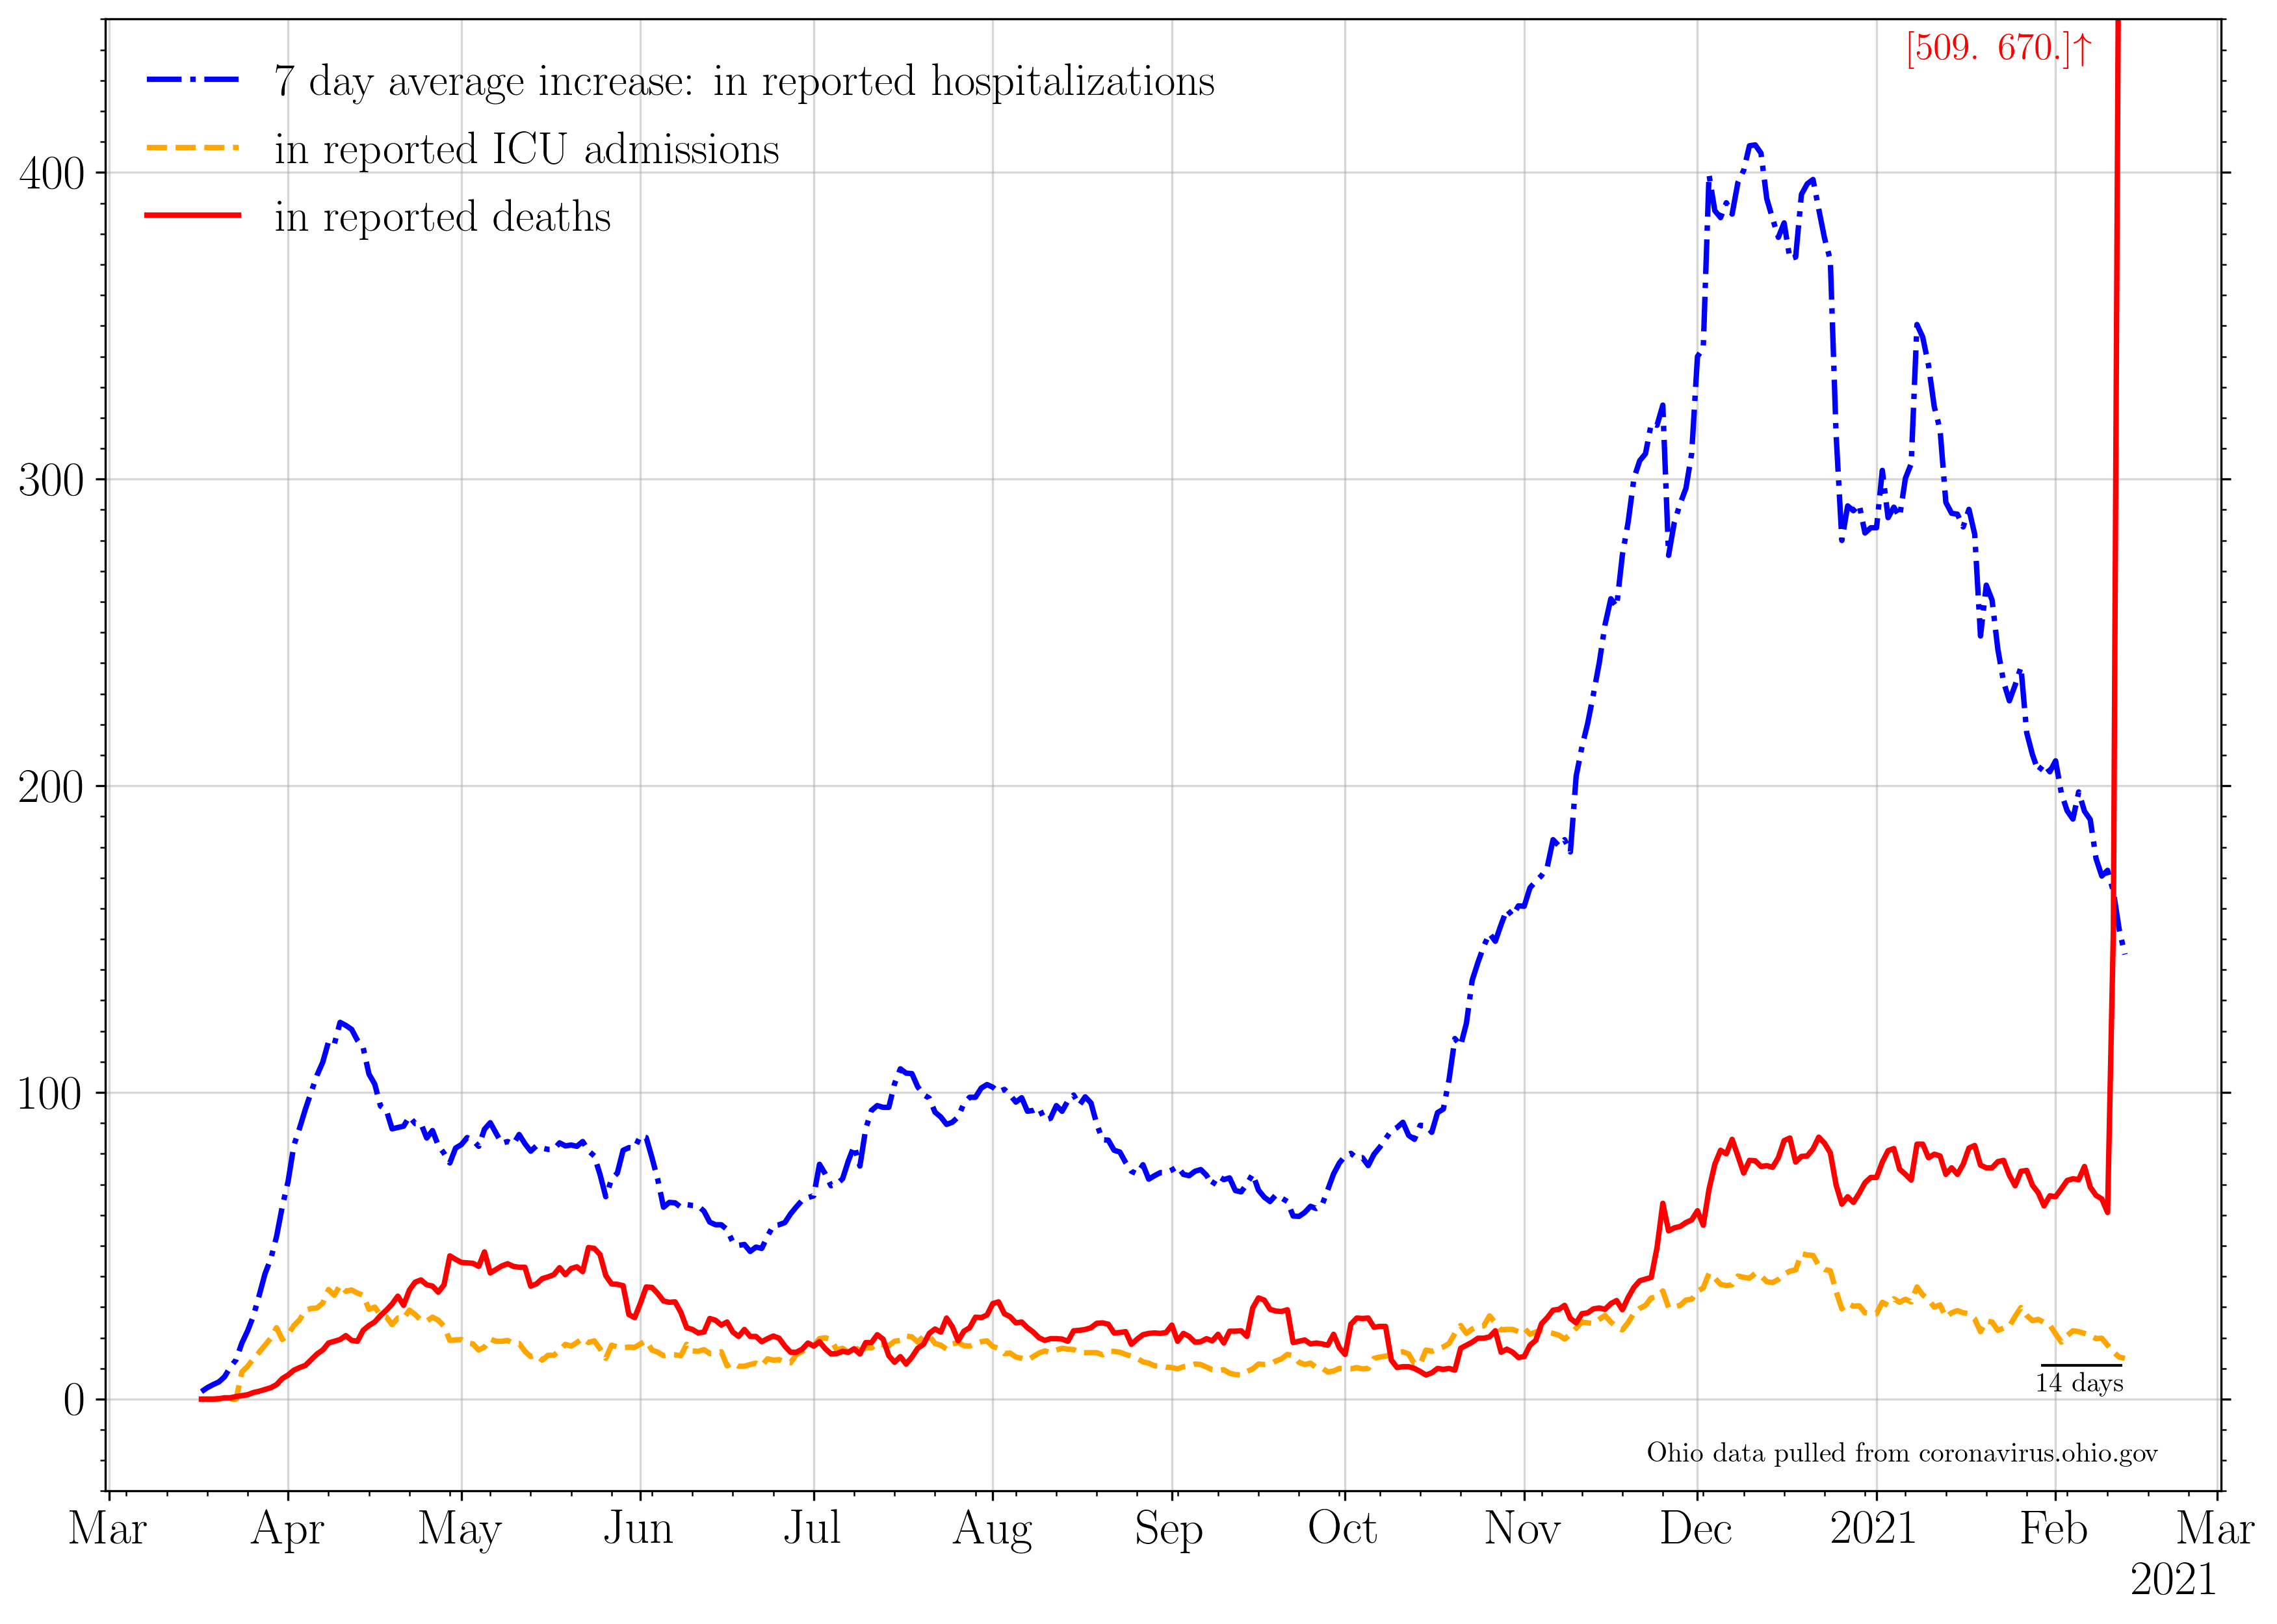 [509. 670.]↑
7 day average increase: in reported hospitalizations
in reported ICU admissions
in reported deaths
400
300
200
100
0
14 days
Ohio data pulled from coronavirus.ohio.gov
Mar Apr May Jun Jul Aug Sep Oct Nov Dec 2021 Feb Mar
2021